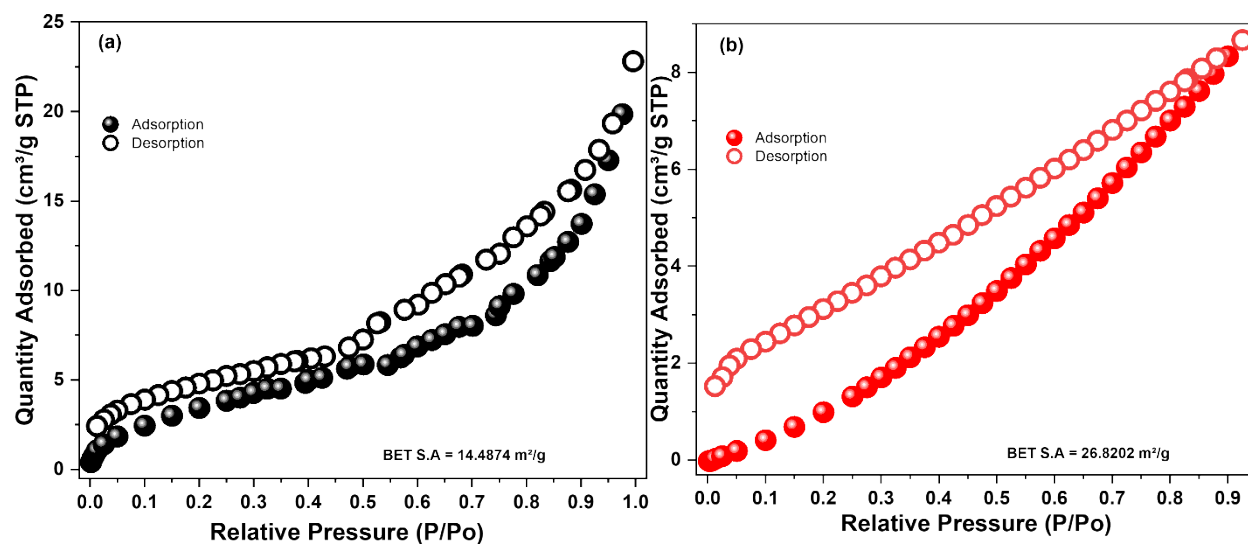 (a)
Adsorption
Desorption
BET S.A = 14.4874 m²/g
Quantity Adsorbed (cm³/g STP)
25
20
15
10
5
0
0.0 0.1 0.2 0.3 0.4 0.5 0.6 0.7 0.8 0.9 1.0
Relative Pressure (P/Po)
(b)
Adsorption
Desorption
BET S.A = 26.8202 m²/g
Quantity Adsorbed (cm³/g STP)
8
6
4
2
0
0.0 0.1 0.2 0.3 0.4 0.5 0.6 0.7 0.8 0.9
Relative Pressure (P/Po)